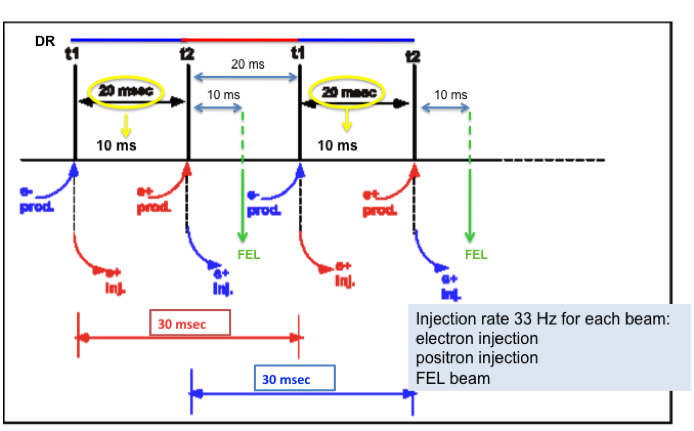 DR
t1 t2 t1 t2
20 ms
20 msec 10 ms 20 msec 10 ms
10 ms 10 ms
e- e+ e- e+
prod. prod. prod. prod.
FEL FEL
e+ e+ e+ e+
inj. inj. inj. inj.
30 msec
Injection rate 33 Hz for each beam:
electron injection
positron injection
FEL beam
30 msec